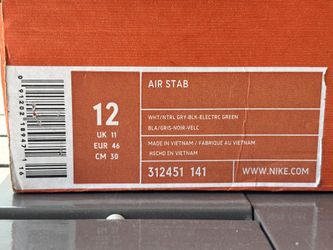 AIR STAB
12
UK 11
EUR 46
CM 30
WHT/NTRL GRY-BLK-ELECTRC GREEN
BLA/GRIS-NOIR-VELC
MADE IN VIETNAM / FABRIQUE AU VIETNAM
HECHO EN VIETNAM
312451 141
WWW.NIKE.COM